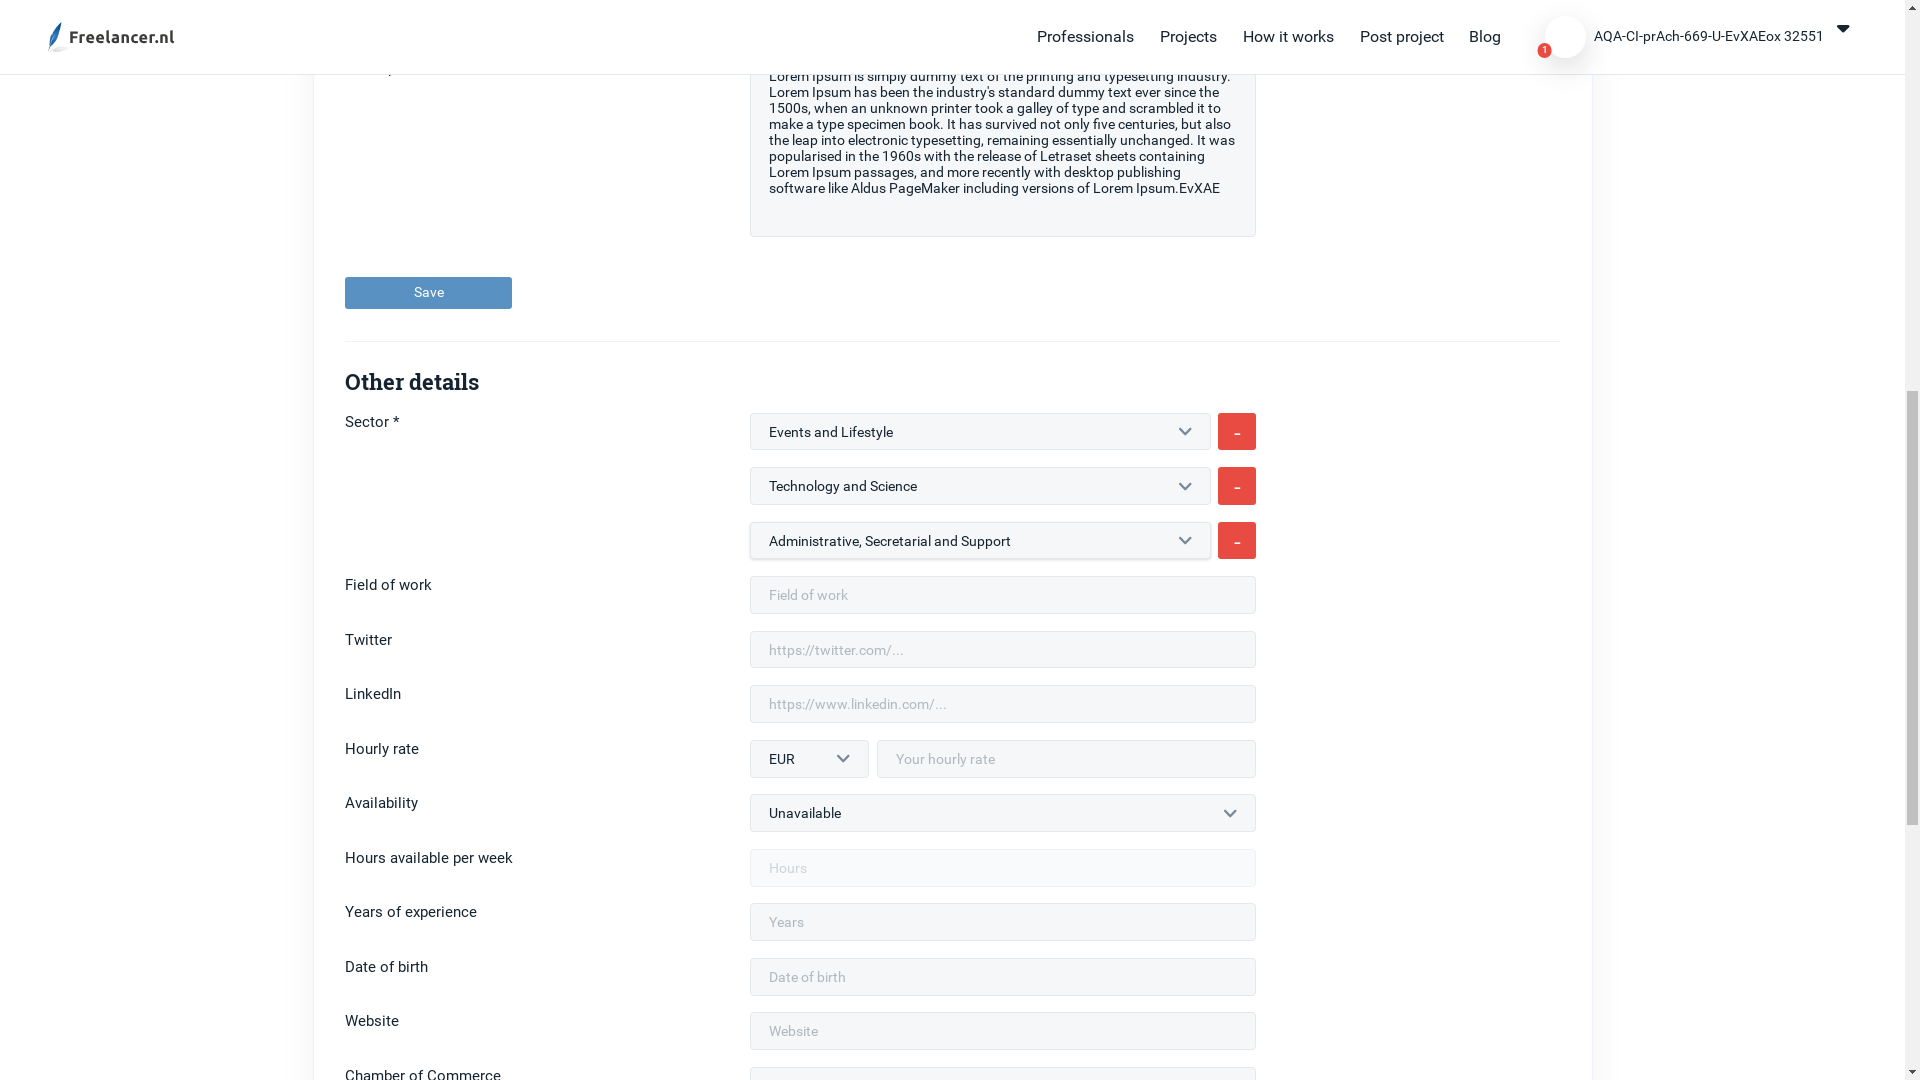 Freelancer.nl
Professionals
Projects
How it works
Post project
Blog
1
AQA-CI-prAch-669-U-EvXAEox 32551
Lorem Ipsum is simply dummy text of the printing and typesetting industry.
Lorem Ipsum has been the industry's standard dummy text ever since the
1500s, when an unknown printer took a galley of type and scrambled it to
make a type specimen book. It has survived not only five centuries, but also
the leap into electronic typesetting, remaining essentially unchanged. It was
popularised in the 1960s with the release of Letraset sheets containing
Lorem Ipsum passages, and more recently with desktop publishing
software like Aldus PageMaker including versions of Lorem Ipsum.EvXAE
Save
Other details
Sector *
Events and Lifestyle
-
Technology and Science
-
Administrative, Secretarial and Support
-
Field of work
Field of work
Twitter
https://twitter.com/...
LinkedIn
https://www.linkedin.com/...
Hourly rate
EUR
Your hourly rate
Availability
Unavailable
Hours available per week
Hours
Years of experience
Years
Date of birth
Date of birth
Website
Website
Chamber of Commerce